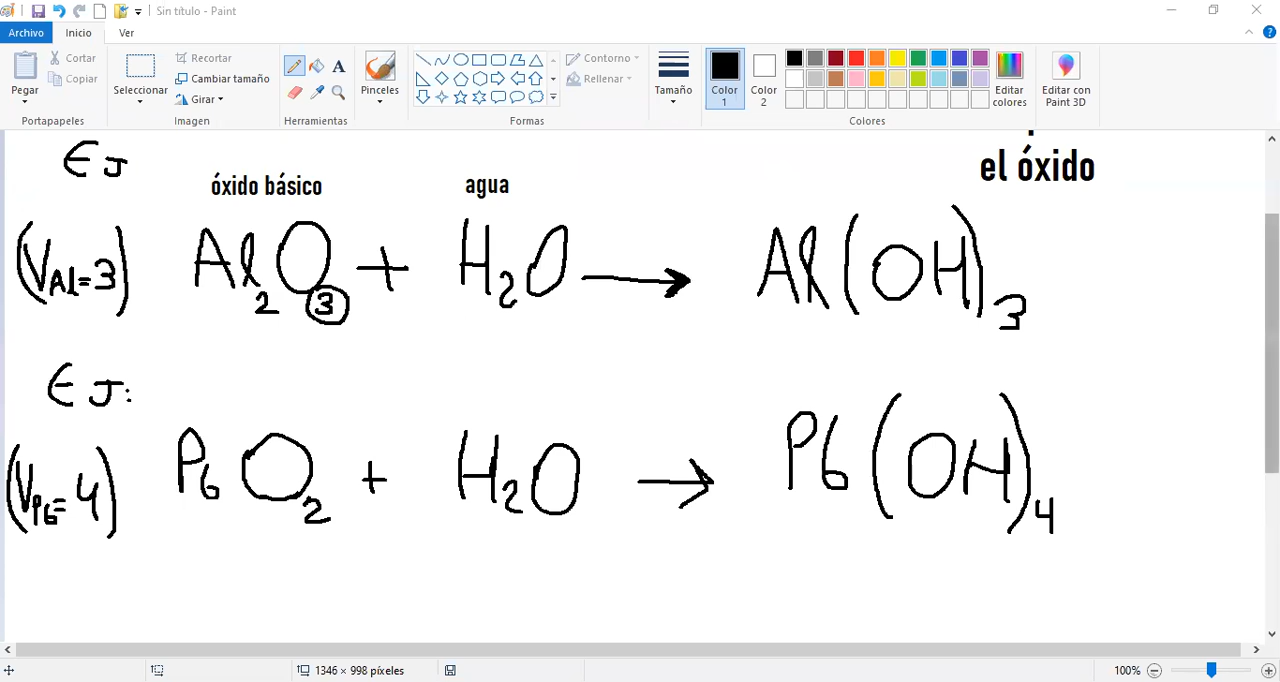 Sin título - Paint
Archivo Inicio Ver
Pegar
Cortar
Copiar
Portapapeles
Seleccionar
Recortar
Cambiar tamaño
Girar
Imagen
A
Herramientas
Pinceles
Contorno
Rellenar
Formas
Tamaño
Color 1
Color 2
Editar colores
Colores
Editar con Paint 3D
el óxido
EJ
óxido básico agua
(VAl=3) Al2O3 + H2O → Al(OH)3
EJ:
(VPb=4) PbO2 + H2O → Pb(OH)4
1346 × 998 píxeles
100%